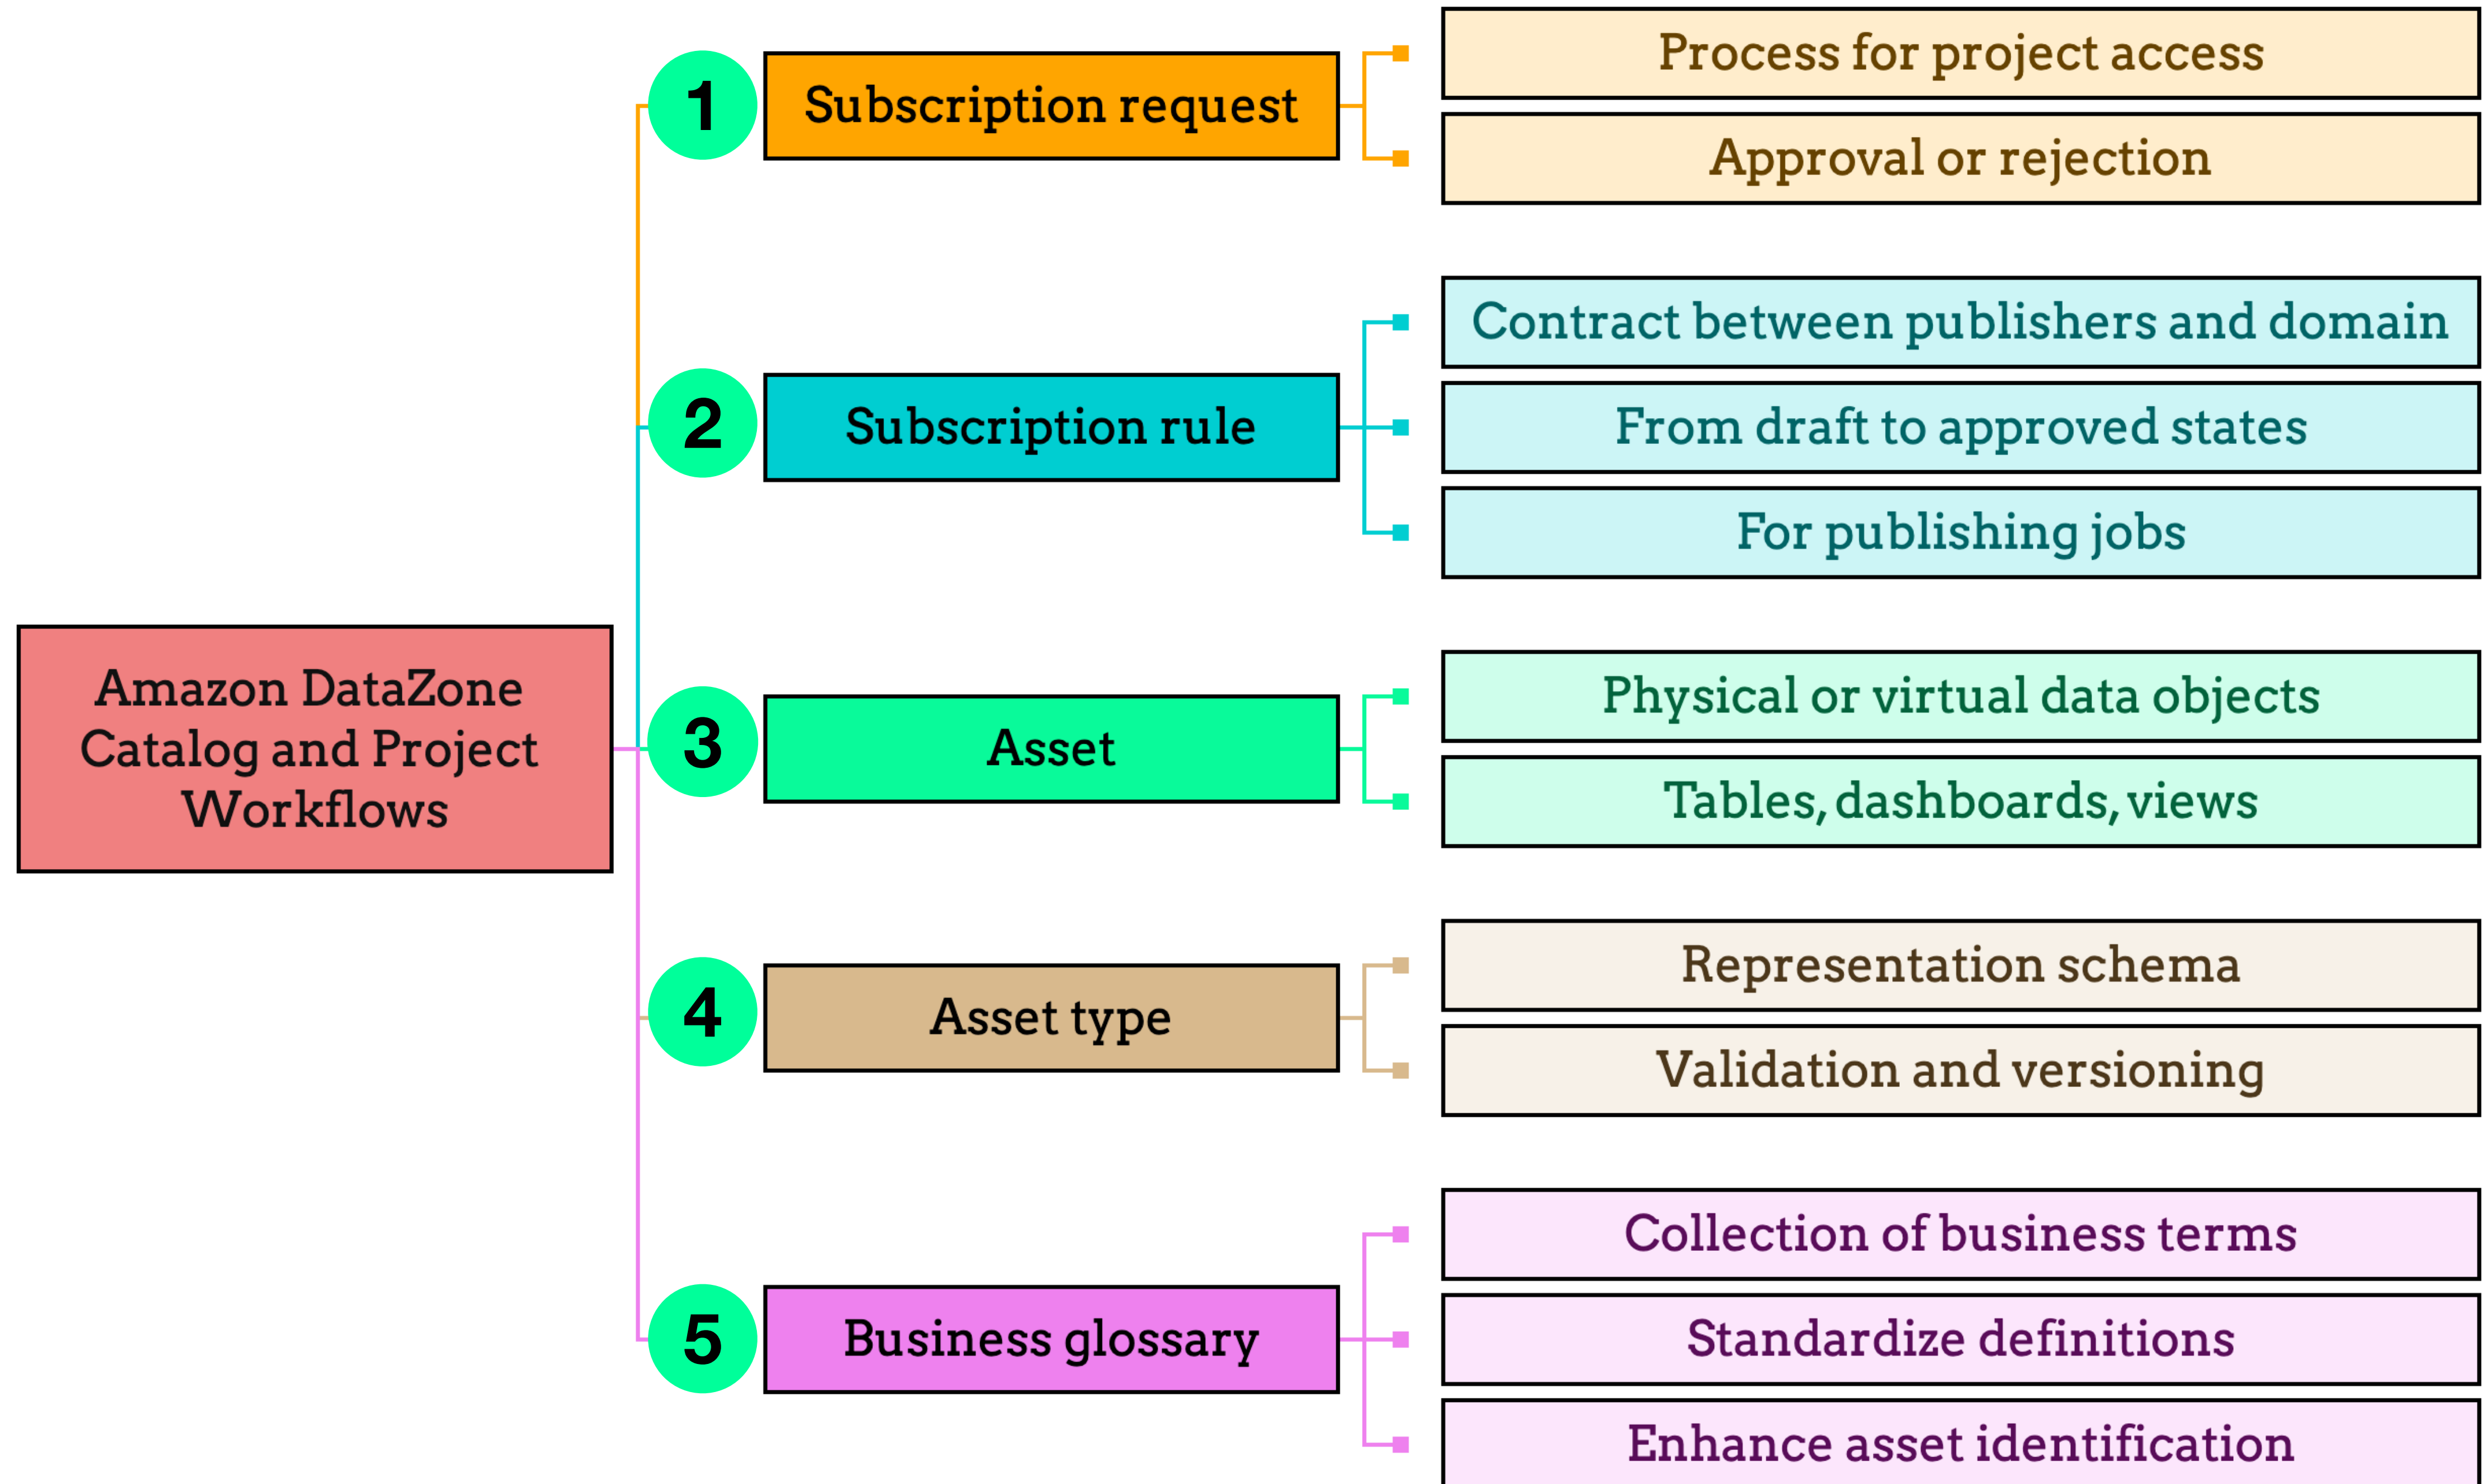 Amazon DataZone
Catalog and Project
Workflows
1
Subscription request
Process for project access
Approval or rejection
2
Subscription rule
Contract between publishers and domain
From draft to approved states
For publishing jobs
3
Asset
Physical or virtual data objects
Tables, dashboards, views
4
Asset type
Representation schema
Validation and versioning
5
Business glossary
Collection of business terms
Standardize definitions
Enhance asset identification